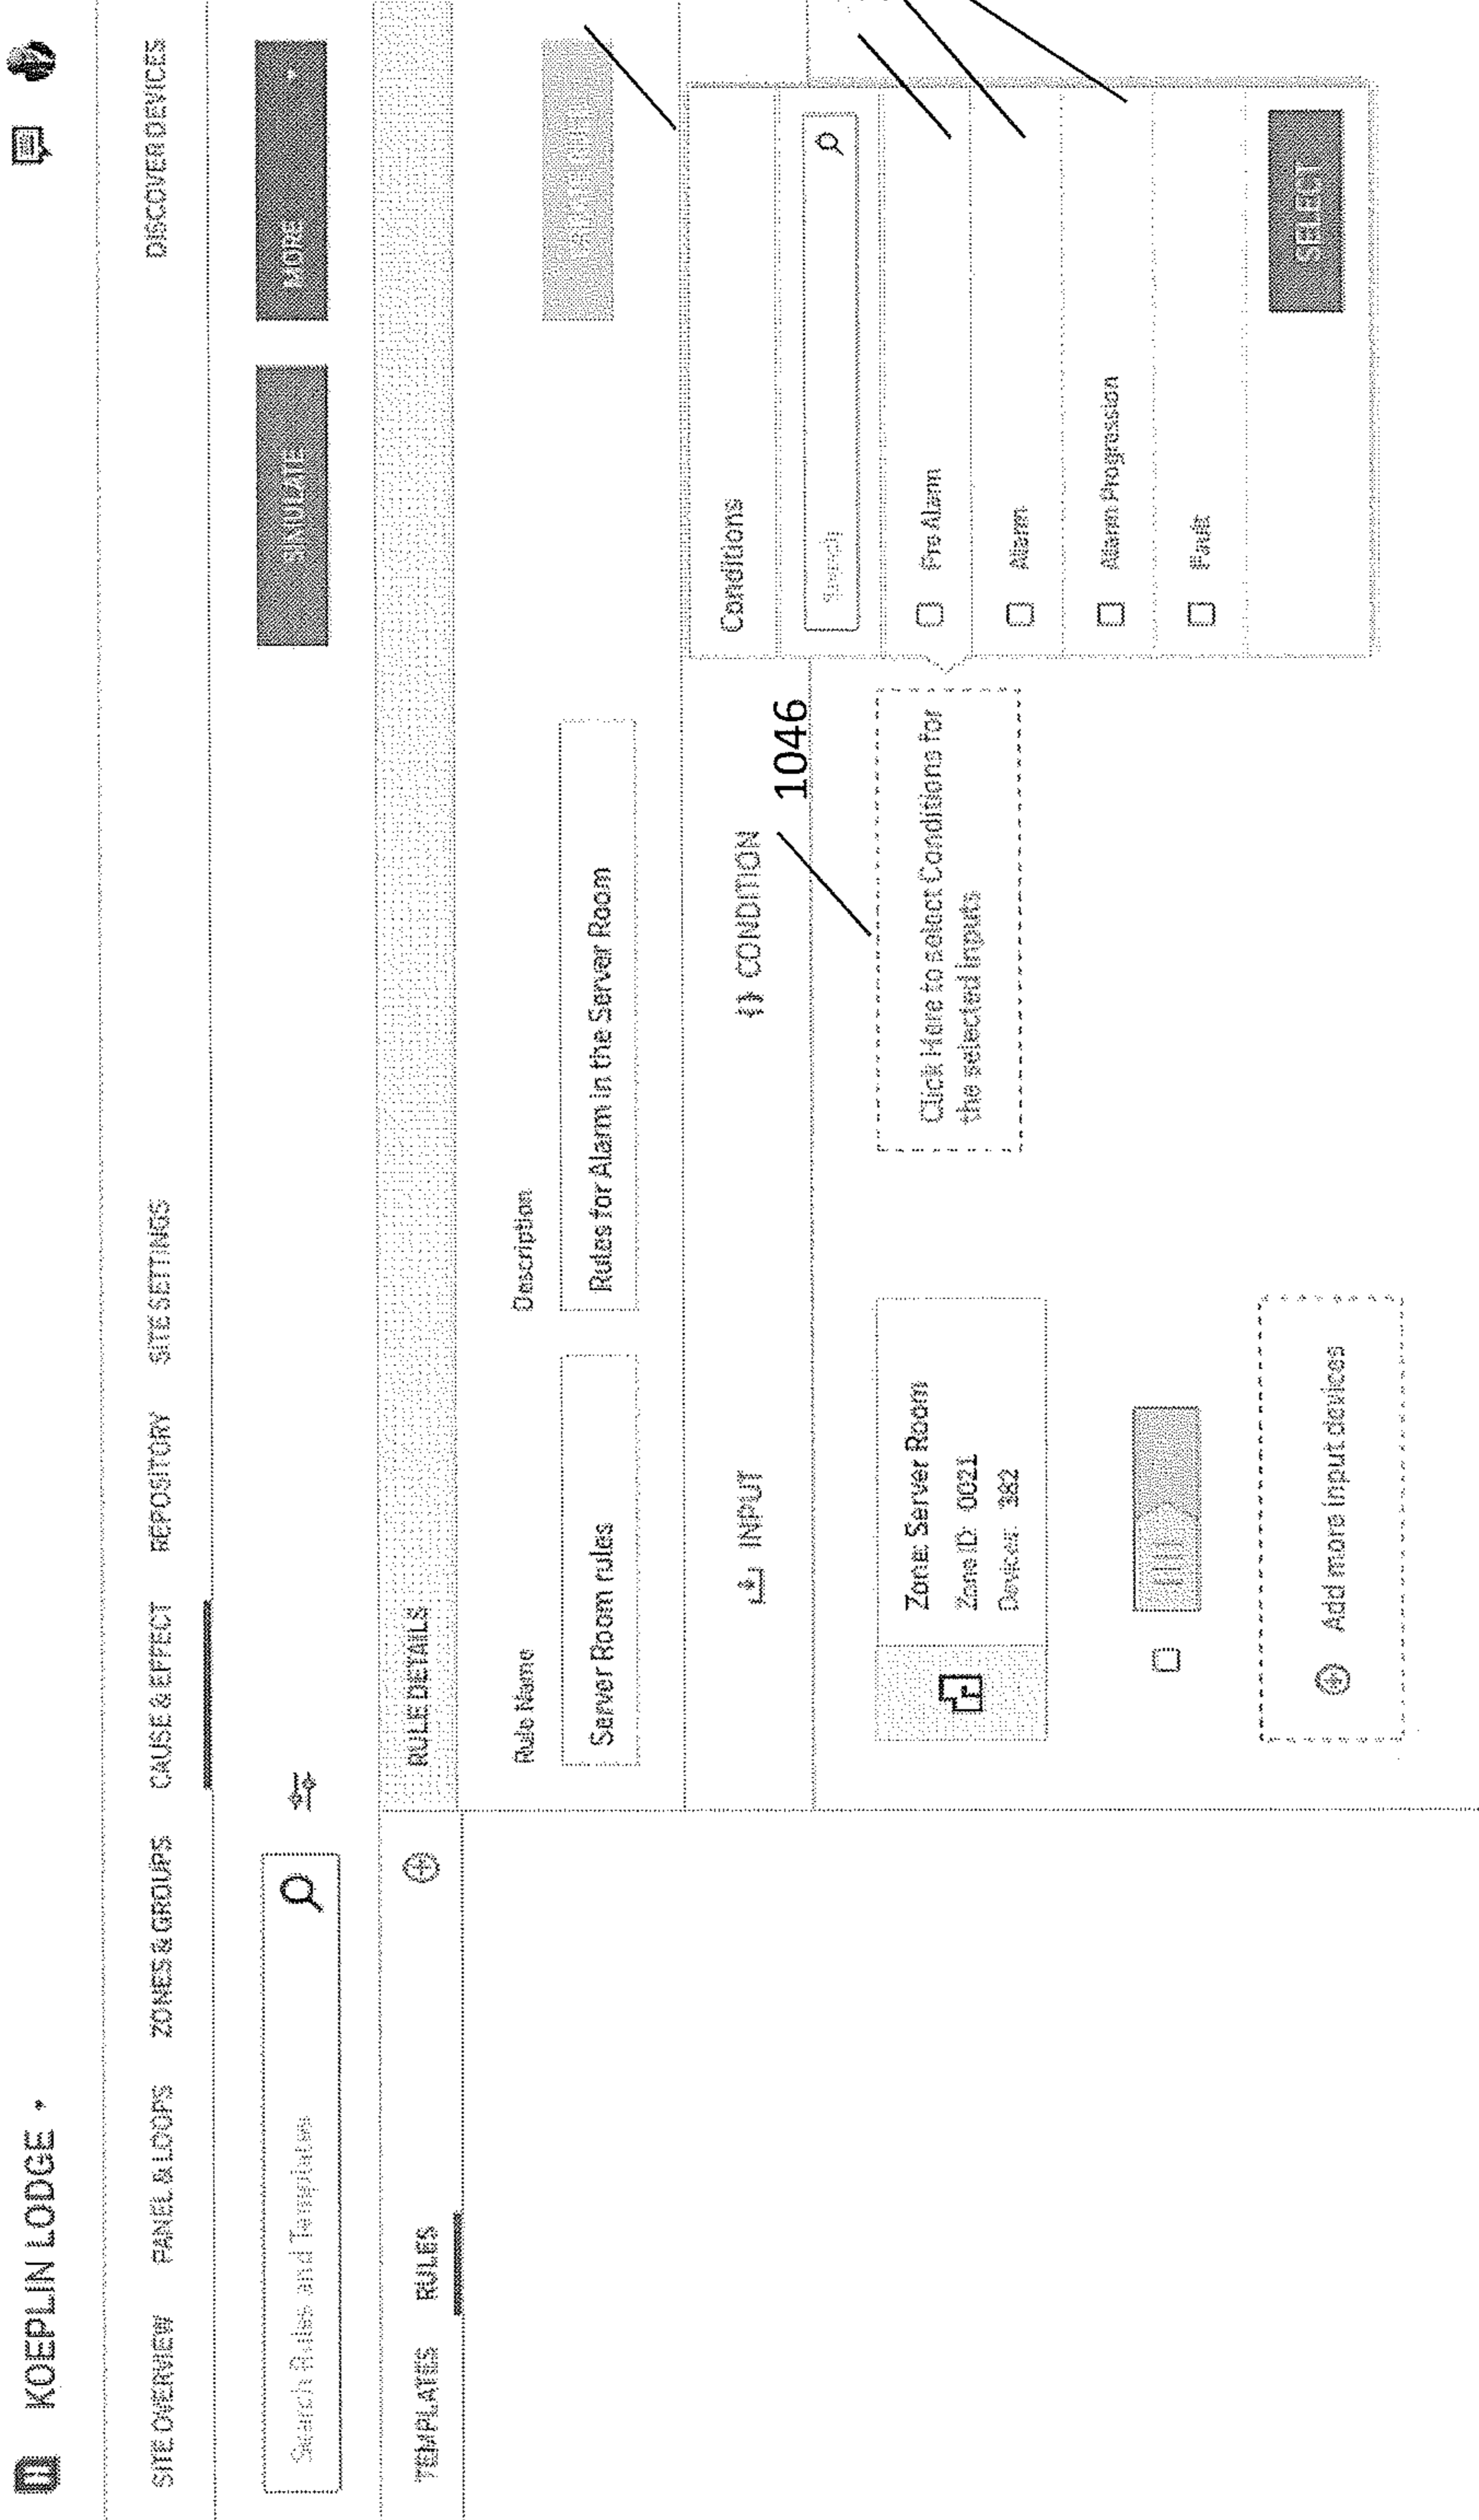 KOEPLIN LODGE
SITE OVERVIEW PANEL & LOOPS ZONES & GROUPS CAUSE & EFFECT REPOSITORY SITE SETTINGS DISCOVER DEVICES
Search Rules and Templates
SIMULATE MORE
TEMPLATES RULES
RULE DETAILS
Rule Name Description
Server Room rules Rules for Alarm in the Server Room
INPUT {} CONDITION
1046
Zone: Server Room
Zone ID: 0021
Devices: 382
Click Here to select Conditions for
the selected Inputs
Add more input devices
Conditions
Search
Pre Alarm
Alarm
Alarm Progression
Fault
SELECT